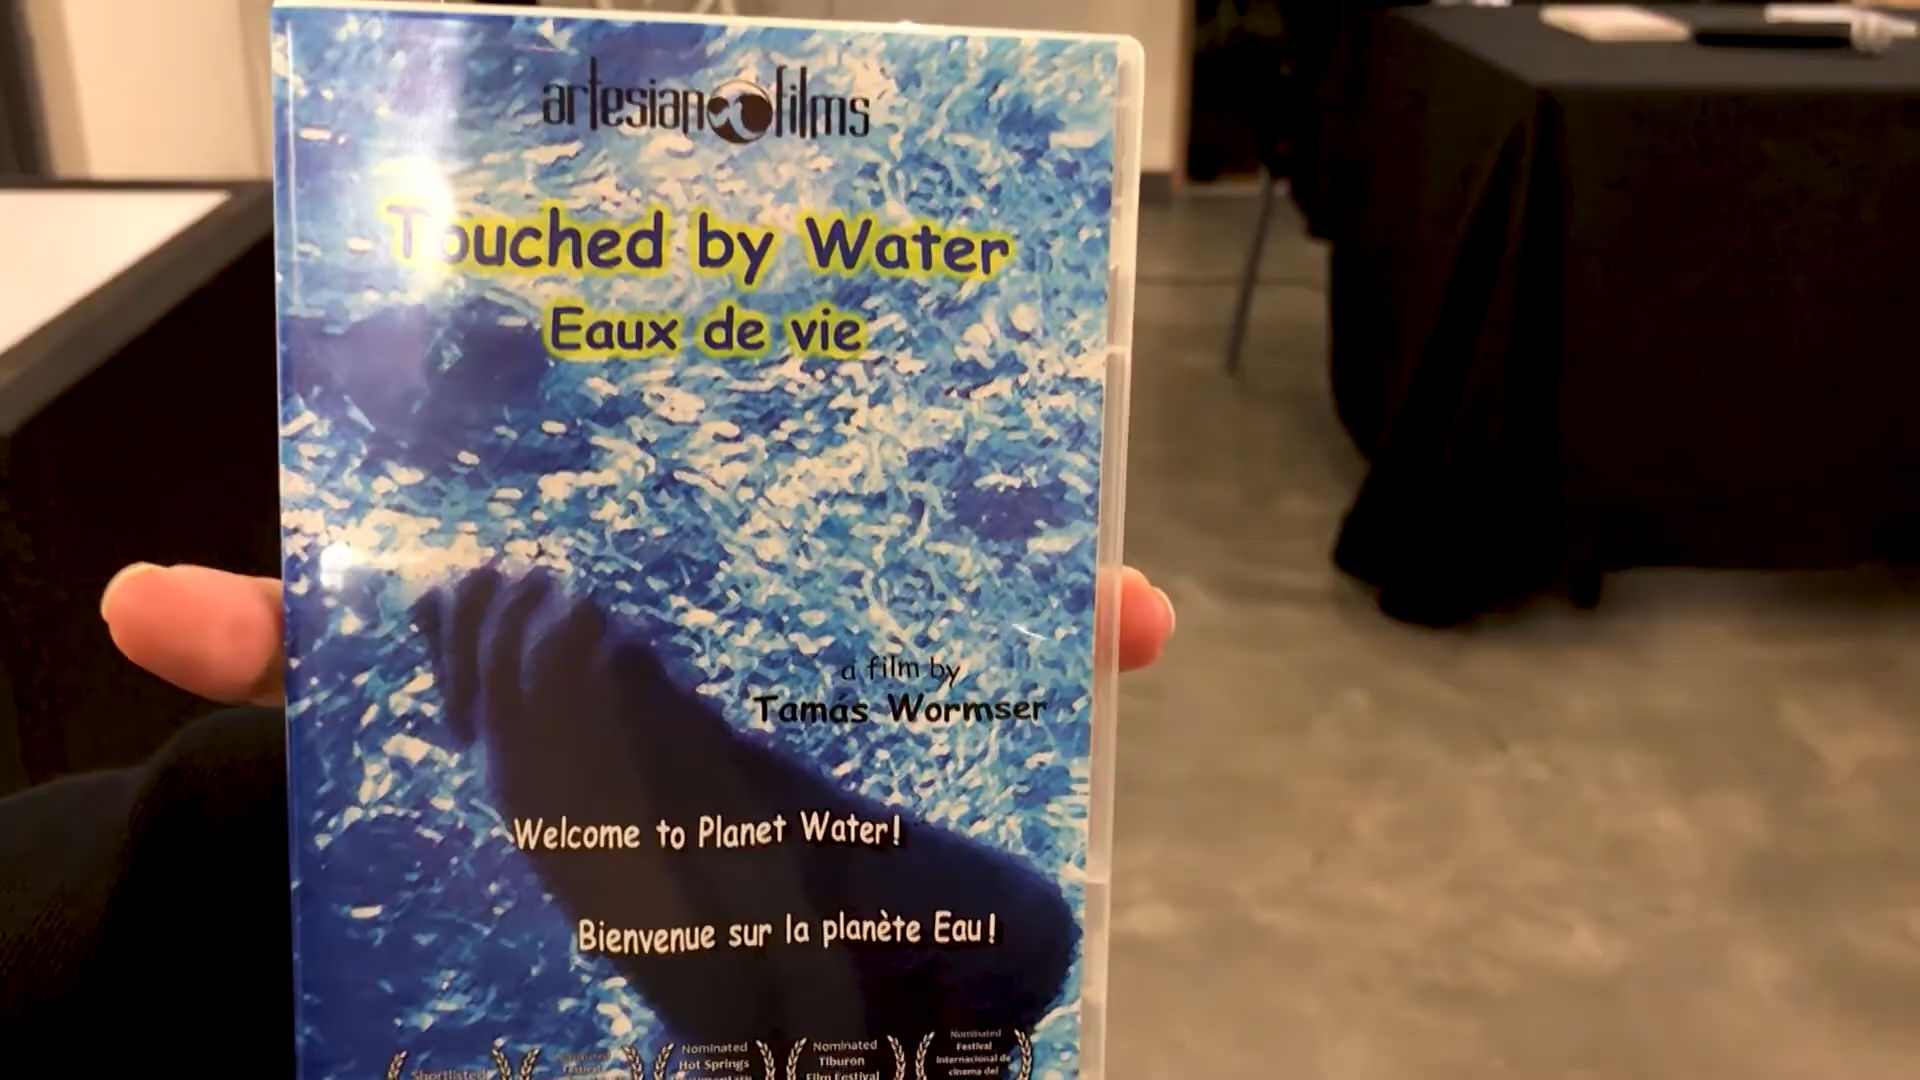 artesian films
Touched by Water
Eaux de vie
a film by
Tamás Wormser
Welcome to Planet Water!
Bienvenue sur la planète Eau!
Shortlisted
Nominated
Hot Springs
Nominated
Tiburon
Film Festival
Nominated
Festival
Internacional de
cinema del